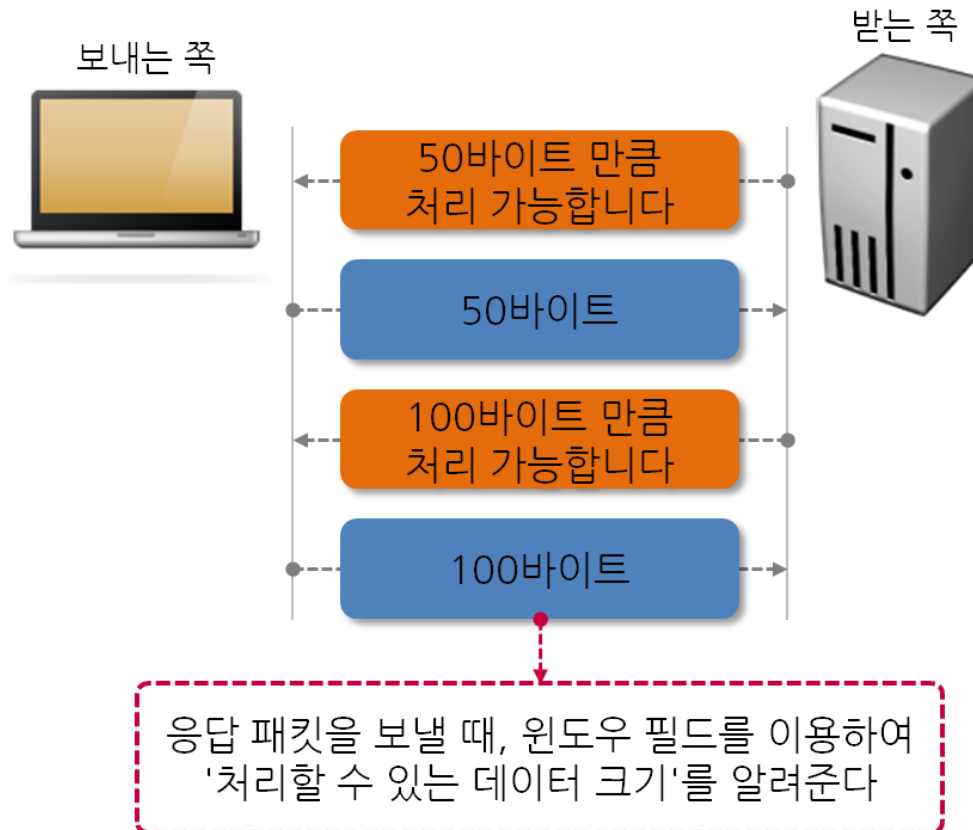 보내는 쪽
받는 쪽
50바이트 만큼
처리 가능합니다
50바이트
100바이트 만큼
처리 가능합니다
100바이트
응답 패킷을 보낼 때, 윈도우 필드를 이용하여
'처리할 수 있는 데이터 크기'를 알려준다